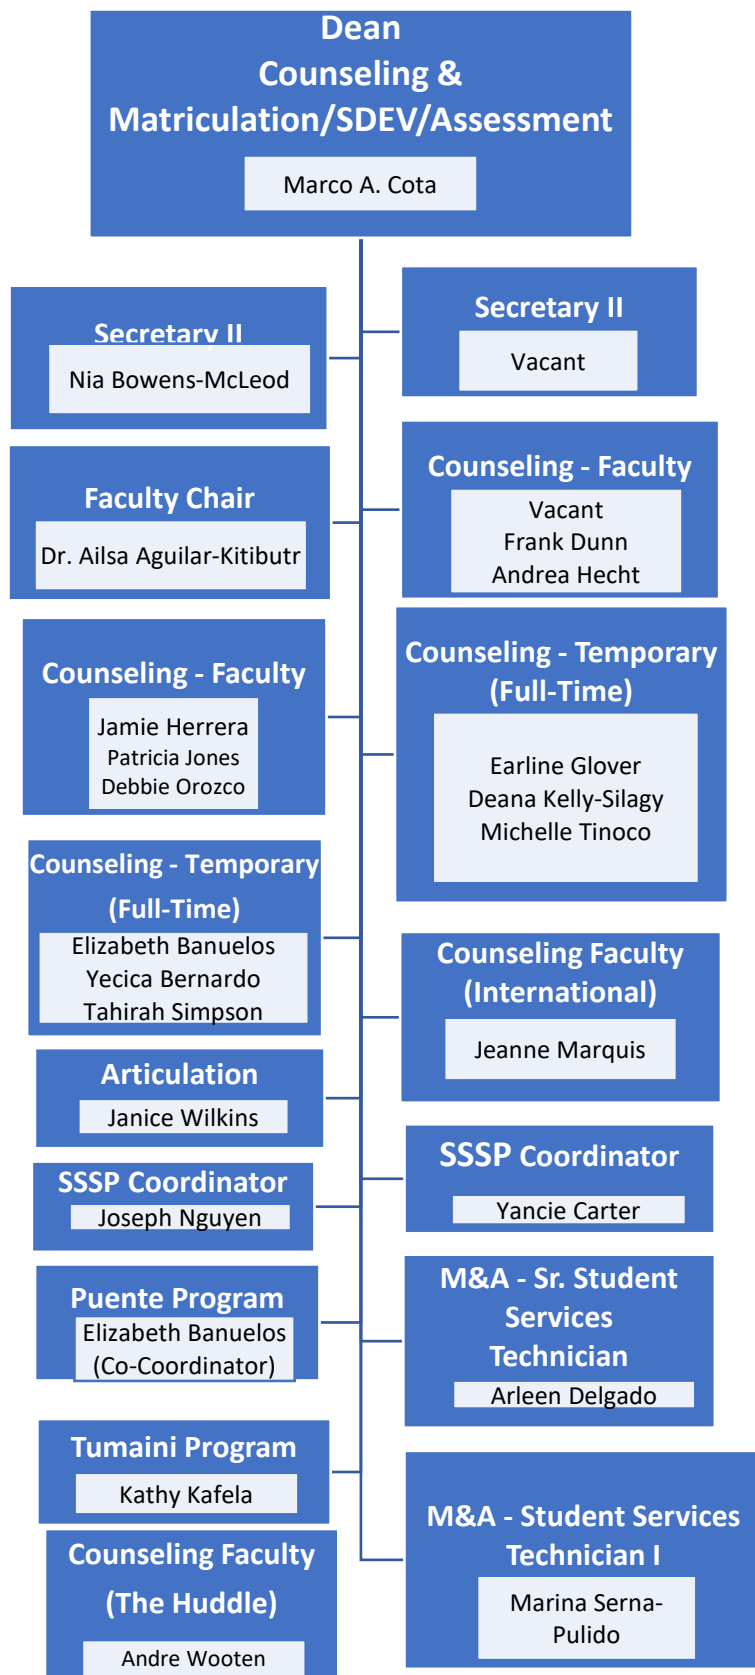 Dean
Counseling &
Matriculation/SDEV/Assessment
Marco A. Cota
Secretary II
Nia Bowens-McLeod
Secretary II
Vacant
Faculty Chair
Dr. Ailsa Aguilar-Kitibutr
Counseling - Faculty
Vacant
Frank Dunn
Andrea Hecht
Counseling - Faculty
Jamie Herrera
Patricia Jones
Debbie Orozco
Counseling - Temporary
(Full-Time)
Earline Glover
Deana Kelly-Silagy
Michelle Tinoco
Counseling - Temporary
(Full-Time)
Elizabeth Banuelos
Yecica Bernardo
Tahirah Simpson
Counseling Faculty
(International)
Jeanne Marquis
Articulation
Janice Wilkins
SSSP Coordinator
Yancie Carter
SSSP Coordinator
Joseph Nguyen
Puente Program
Elizabeth Banuelos
(Co-Coordinator)
M&A - Sr. Student
Services
Technician
Arleen Delgado
Tumaini Program
Kathy Kafela
M&A - Student Services
Technician I
Marina Serna-
Pulido
Counseling Faculty
(The Huddle)
Andre Wooten